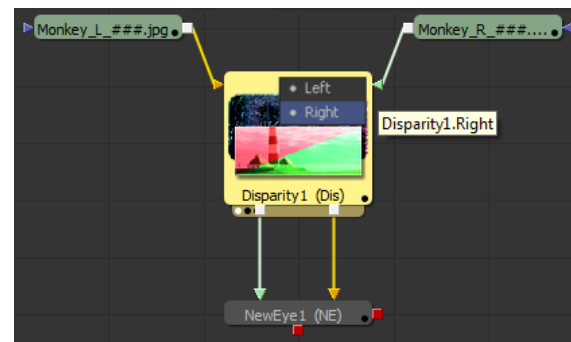 Monkey_L_###.jpg
Monkey_R_###....
Left
Right
Disparity1.Right
Disparity1 (Dis)
NewEye1 (NE)